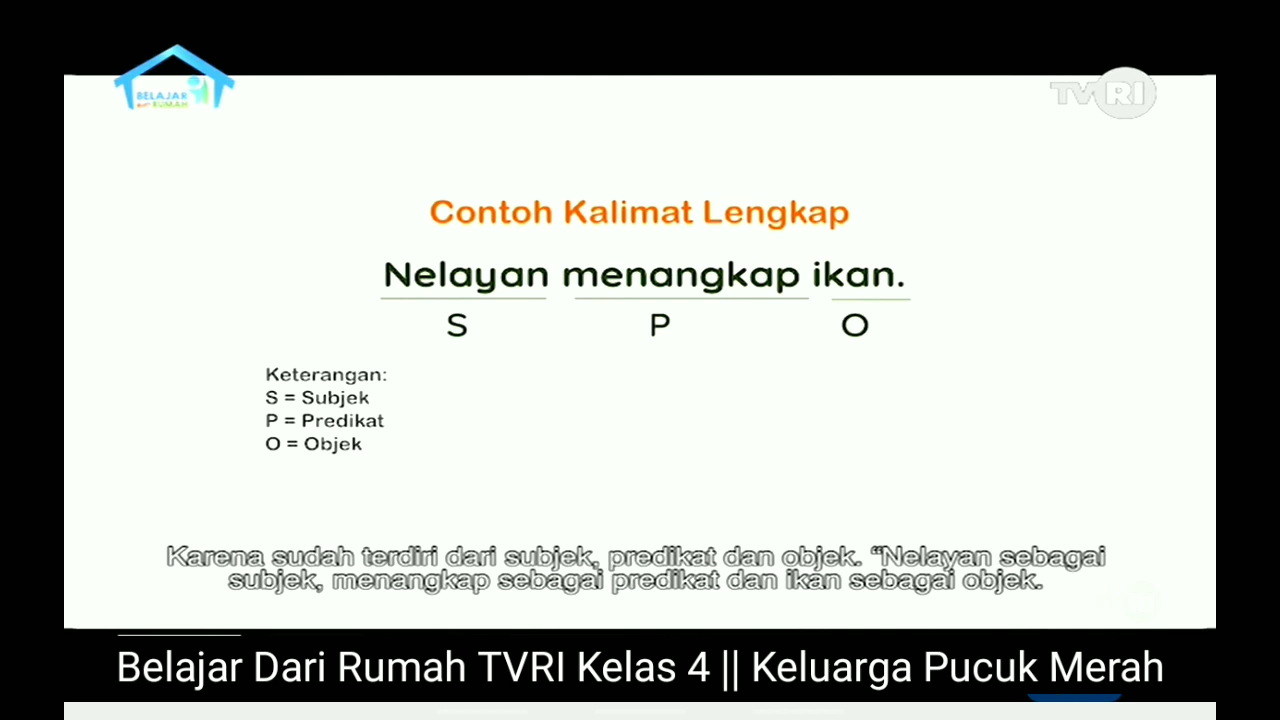 BELAJAR
dari RUMAH
TVRI
Contoh Kalimat Lengkap
Nelayan menangkap ikan.
S P O
Keterangan:
S = Subjek
P = Predikat
O = Objek
Karena sudah terdiri dari subjek, predikat dan objek. “Nelayan sebagai
subjek, menangkap sebagai predikat dan ikan sebagai objek.
Belajar Dari Rumah TVRI Kelas 4 || Keluarga Pucuk Merah